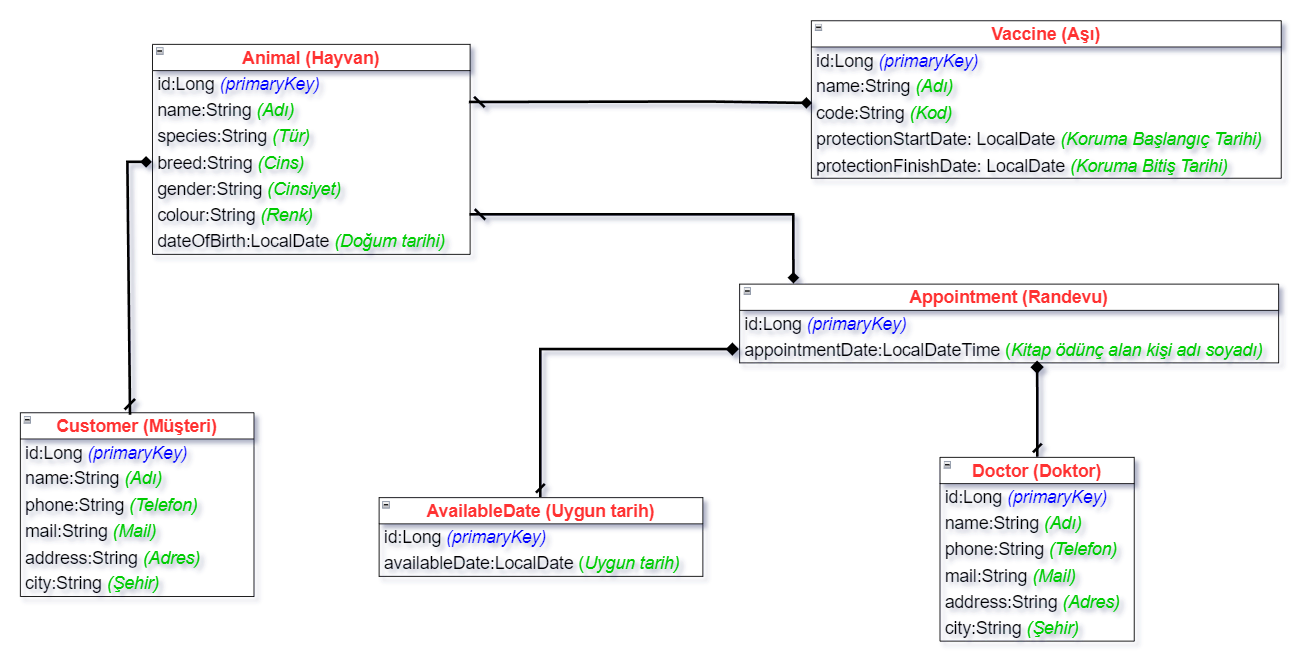 Animal (Hayvan)
id:Long (primaryKey)
name:String (Adı)
species:String (Tür)
breed:String (Cins)
gender:String (Cinsiyet)
colour:String (Renk)
dateOfBirth:LocalDate (Doğum tarihi)
Vaccine (Aşı)
id:Long (primaryKey)
name:String (Adı)
code:String (Kod)
protectionStartDate: LocalDate (Koruma Başlangıç Tarihi)
protectionFinishDate: LocalDate (Koruma Bitiş Tarihi)
Appointment (Randevu)
id:Long (primaryKey)
appointmentDate:LocalDateTime (Kitap ödünç alan kişi adı soyadı)
Customer (Müşteri)
id:Long (primaryKey)
name:String (Adı)
phone:String (Telefon)
mail:String (Mail)
address:String (Adres)
city:String (Şehir)
AvailableDate (Uygun tarih)
id:Long (primaryKey)
availableDate:LocalDate (Uygun tarih)
Doctor (Doktor)
id:Long (primaryKey)
name:String (Adı)
phone:String (Telefon)
mail:String (Mail)
address:String (Adres)
city:String (Şehir)